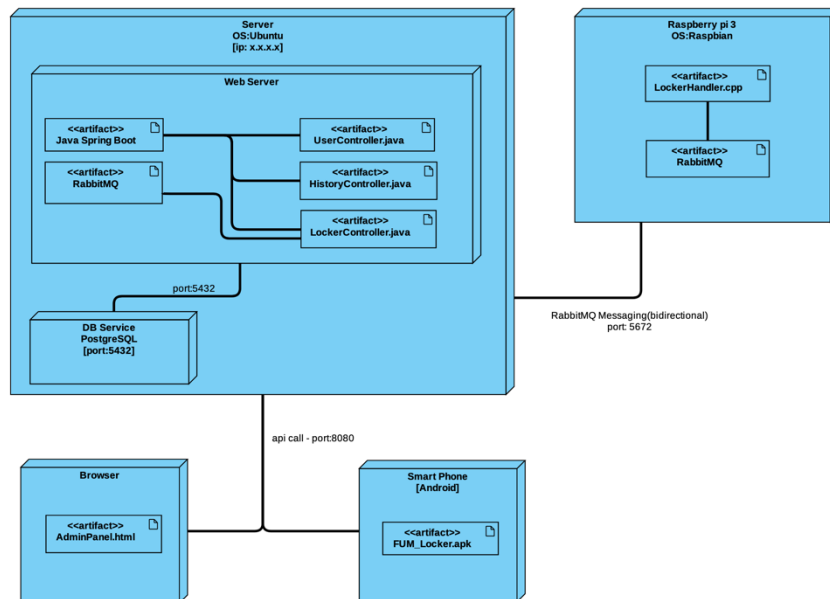 Server
OS:Ubuntu
[ip: x.x.x.x]
Web Server
<<artifact>>
Java Spring Boot
<<artifact>>
RabbitMQ
<<artifact>>
UserController.java
<<artifact>>
HistoryController.java
<<artifact>>
LockerController.java
port:5432
DB Service
PostgreSQL
[port:5432]
Raspberry pi 3
OS:Raspbian
<<artifact>>
LockerHandler.cpp
<<artifact>>
RabbitMQ
RabbitMQ Messaging(bidirectional)
port: 5672
api call - port:8080
Browser
<<artifact>>
AdminPanel.html
Smart Phone
[Android]
<<artifact>>
FUM_Locker.apk